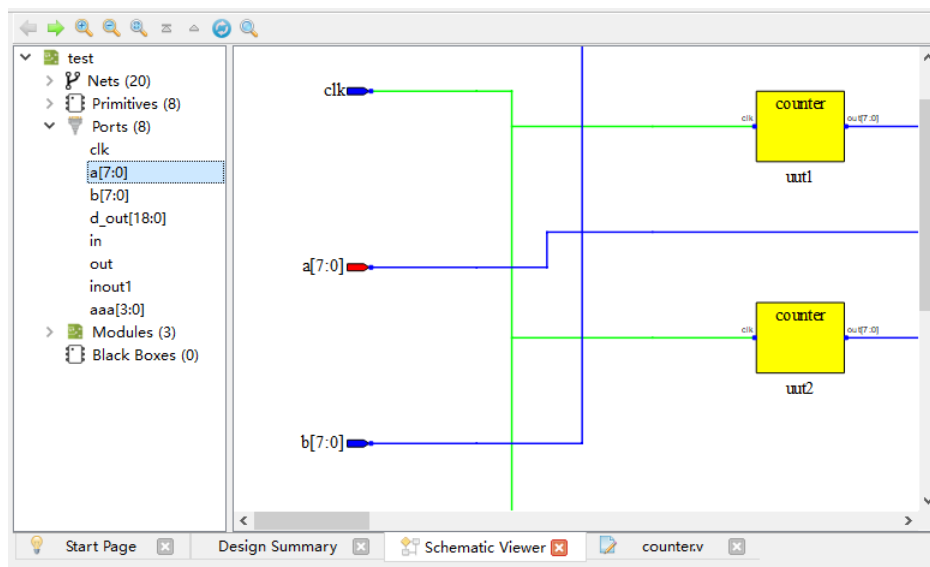 test
Nets (20)
Primitives (8)
Ports (8)
clk
a[7:0]
b[7:0]
d_out[18:0]
in
out
inout1
aaa[3:0]
Modules (3)
Black Boxes (0)
clk
counter
clk
out[7:0]
uut1
a[7:0]
counter
clk
out[7:0]
uut2
b[7:0]
Start Page
Design Summary
Schematic Viewer
counter.v